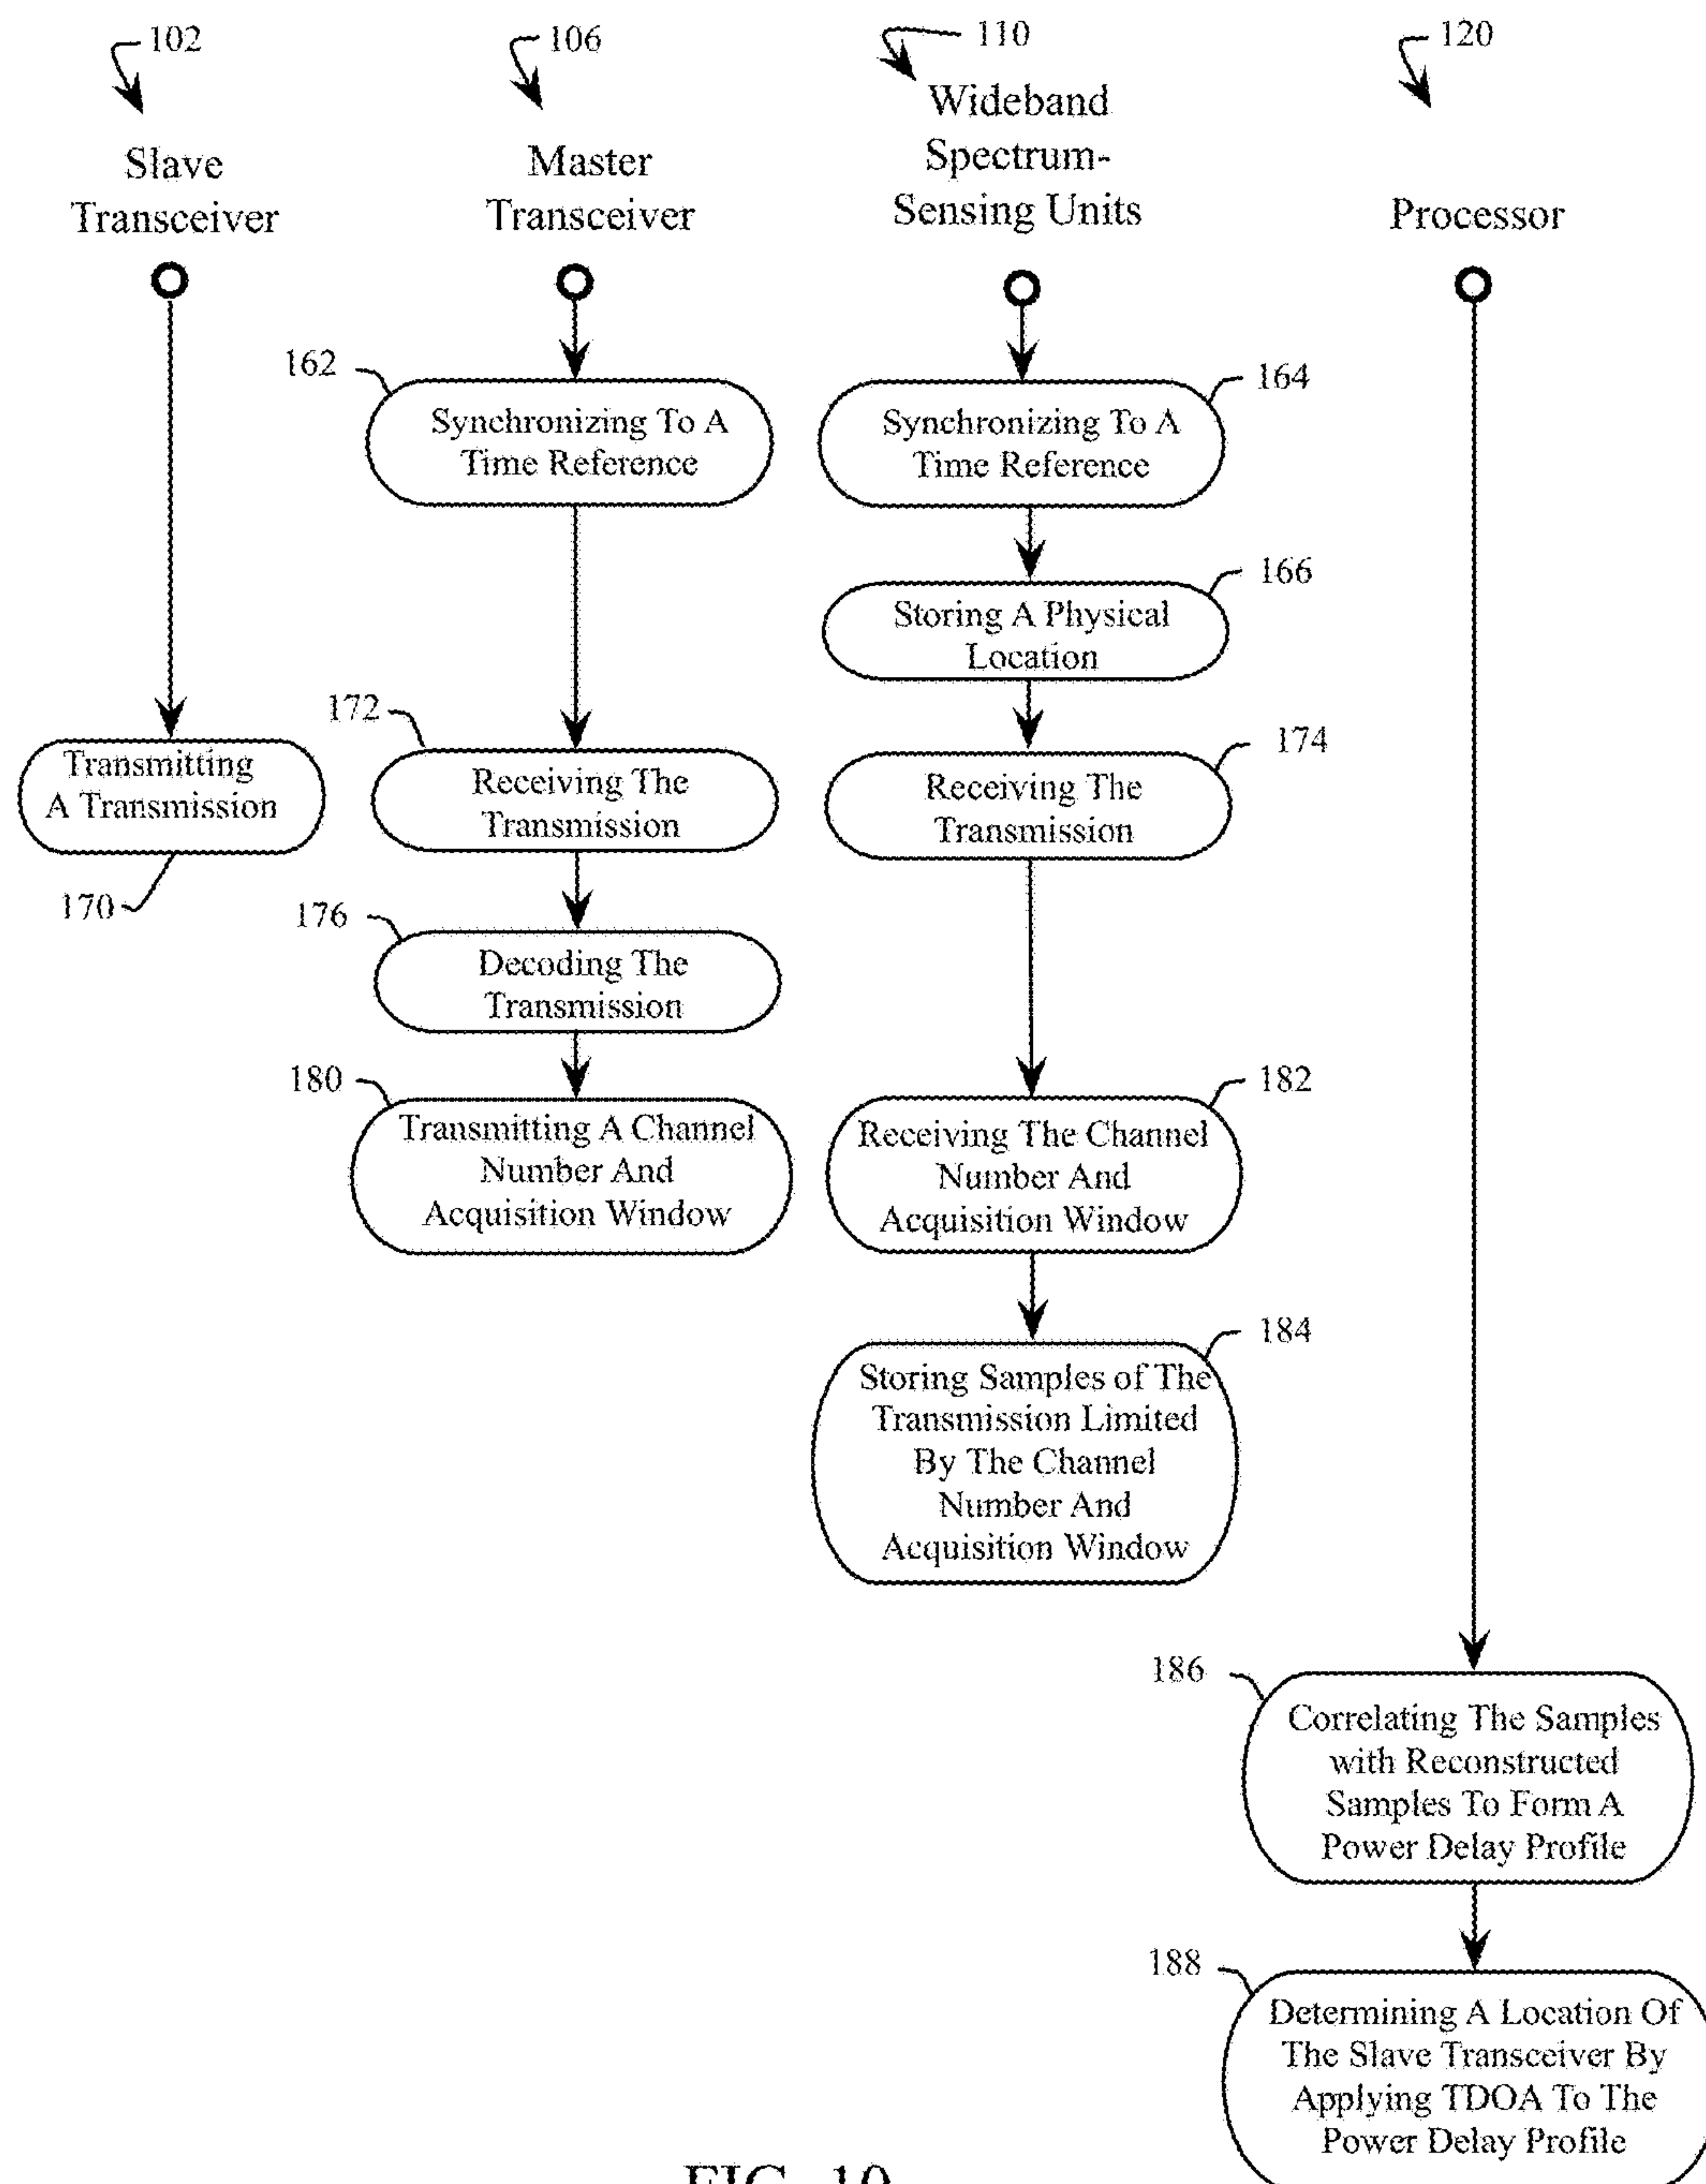 102
106
110
120
Slave
Transceiver
Master
Transceiver
Wideband
Spectrum-
Sensing Units
Processor
162
Synchronizing To A
Time Reference
164
Synchronizing To A
Time Reference
166
Storing A Physical
Location
Transmitting
A Transmission
170
172
Receiving The
Transmission
174
Receiving The
Transmission
176
Decoding The
Transmission
180
Transmitting A Channel
Number And
Acquisition Window
182
Receiving The Channel
Number And
Acquisition Window
184
Storing Samples of The
Transmission Limited
By The Channel
Number And
Acquisition Window
186
Correlating The Samples
with Reconstructed
Samples To Form A
Power Delay Profile
188
Determining A Location Of
The Slave Transceiver By
Applying TDOA To The
Power Delay Profile
FIG. 10